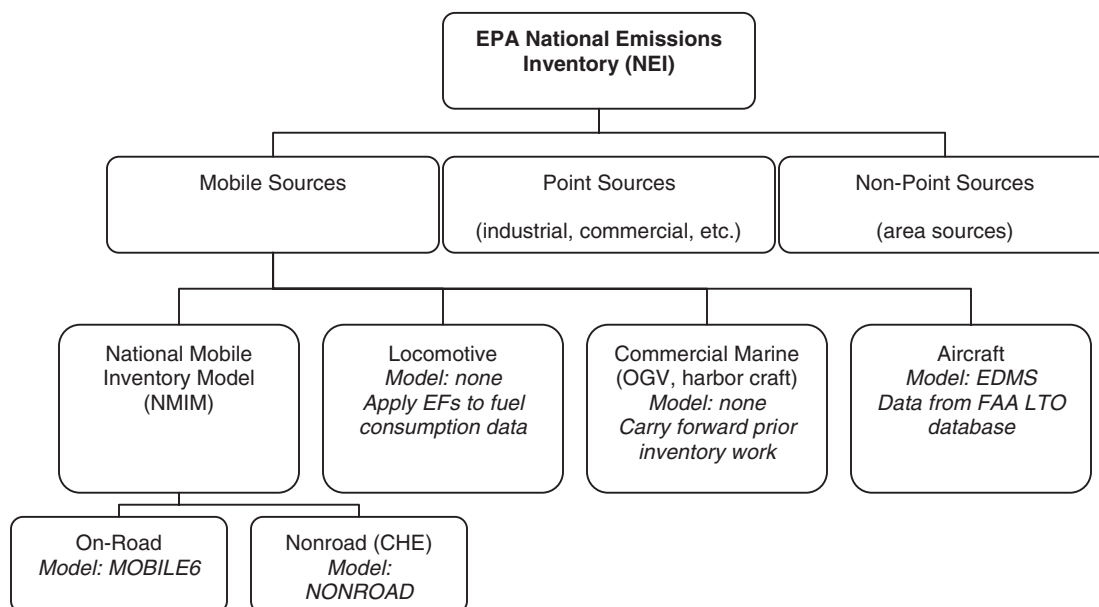 EPA National Emissions
Inventory (NEI)
Mobile Sources
Point Sources
(industrial, commercial, etc.)
Non-Point Sources
(area sources)
National Mobile
Inventory Model
(NMIM)
Locomotive
Model: none
Apply EFs to fuel
consumption data
Commercial Marine
(OGV, harbor craft)
Model: none
Carry forward prior
inventory work
Aircraft
Model: EDMS
Data from FAA LTO
database
On-Road
Model: MOBILE6
Nonroad (CHE)
Model:
NONROAD